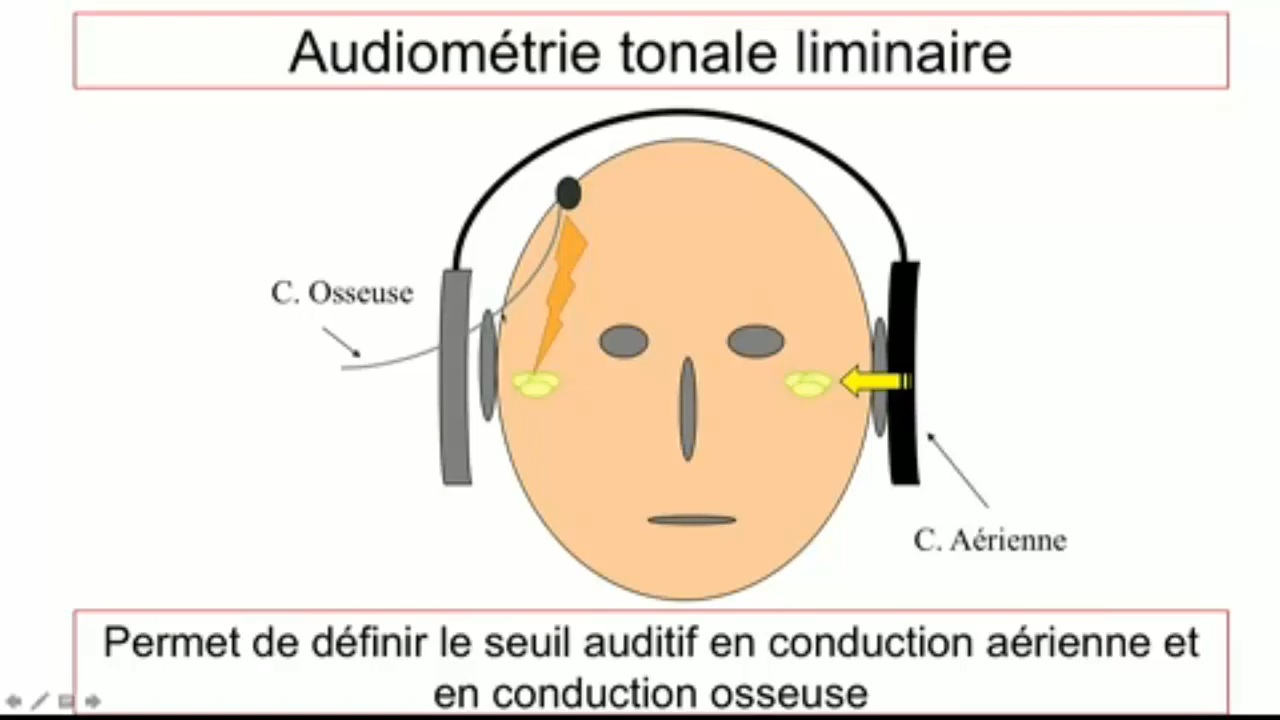 Audiométrie tonale liminaire
C. Osseuse
C. Aérienne
Permet de définir le seuil auditif en conduction aérienne et
en conduction osseuse